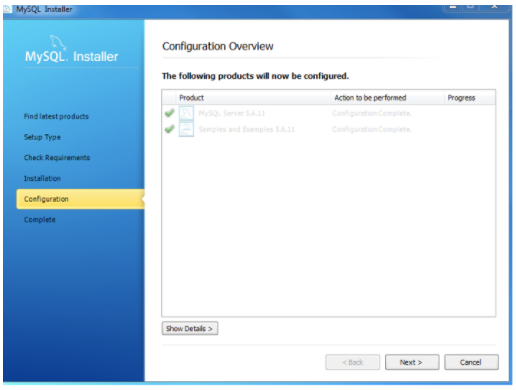 MySQL Installer
MySQL. Installer
Configuration Overview
The following products will now be configured.
Product Action to be performed Progress
MySQL Server 5.6.11 Configuration Complete.
Samples and Examples 5.6.11 Configuration Complete.
Find latest products
Setup Type
Check Requirements
Installation
Configuration
Complete
Show Details >
< Back Next > Cancel